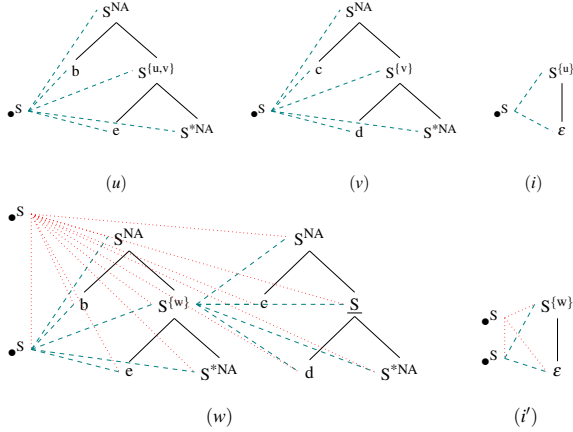 S^NA S^NA
b S^{u,v} c S^{v} S^{u}
•S •S •S
e S*^NA d S*^NA ε
(u) (v) (i)
•S
S^NA S^NA
b S^{w} c S S^{w}
•S
•S •S
e S*^NA d S*^NA ε
(w) (i′)